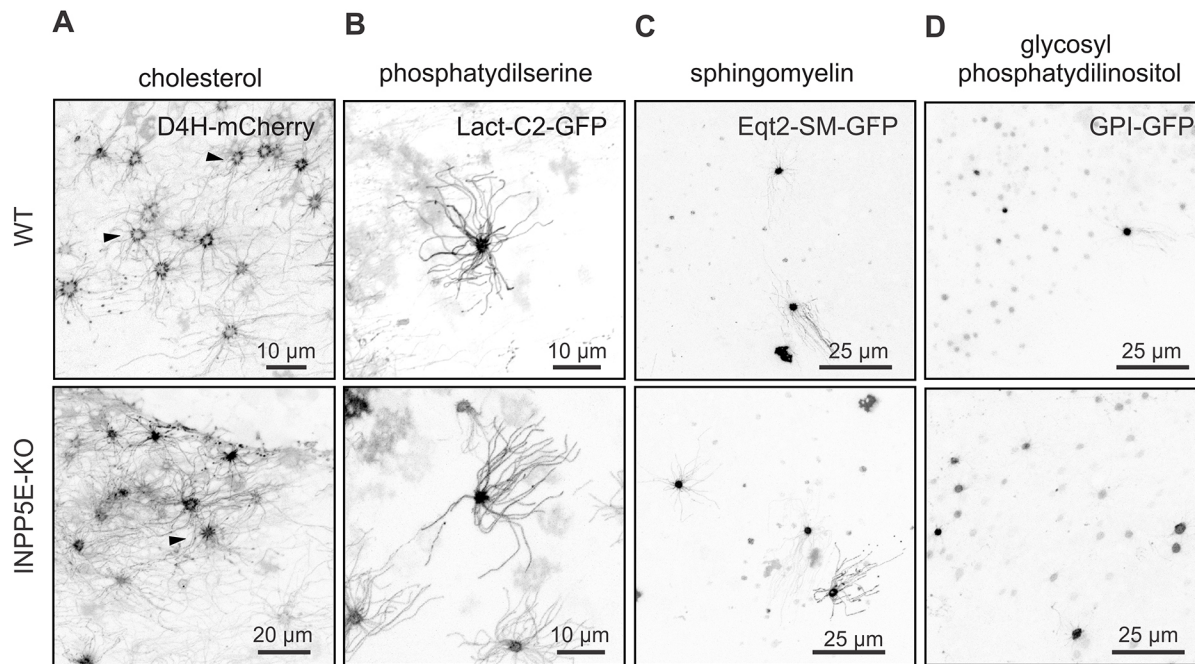 A
B
C
D
cholesterol
phosphatydilserine
sphingomyelin
glycosyl
phosphatydilinositol
WT
D4H-mCherry
10 µm
Lact-C2-GFP
10 µm
Eqt2-SM-GFP
25 µm
GPI-GFP
25 µm
INPP5E-KO
20 µm
10 µm
25 µm
25 µm